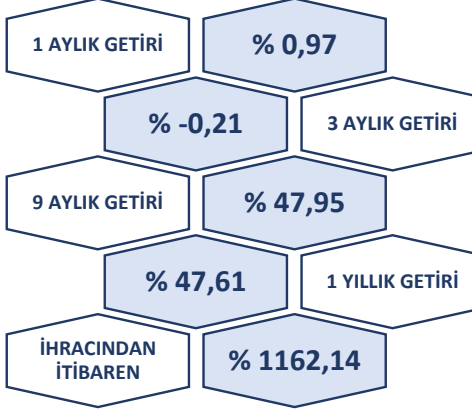 1 AYLIK GETİRİ
% 0,97
% -0,21
3 AYLIK GETİRİ
9 AYLIK GETİRİ
% 47,95
% 47,61
1 YILLIK GETİRİ
İHRACINDAN
İTİBAREN
% 1162,14